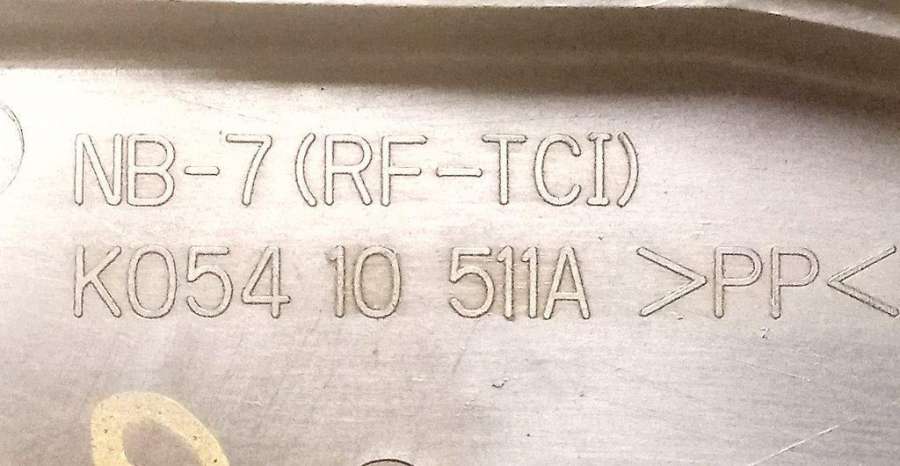 NB-7(RF-TCI)
K054 10 511A >PP<